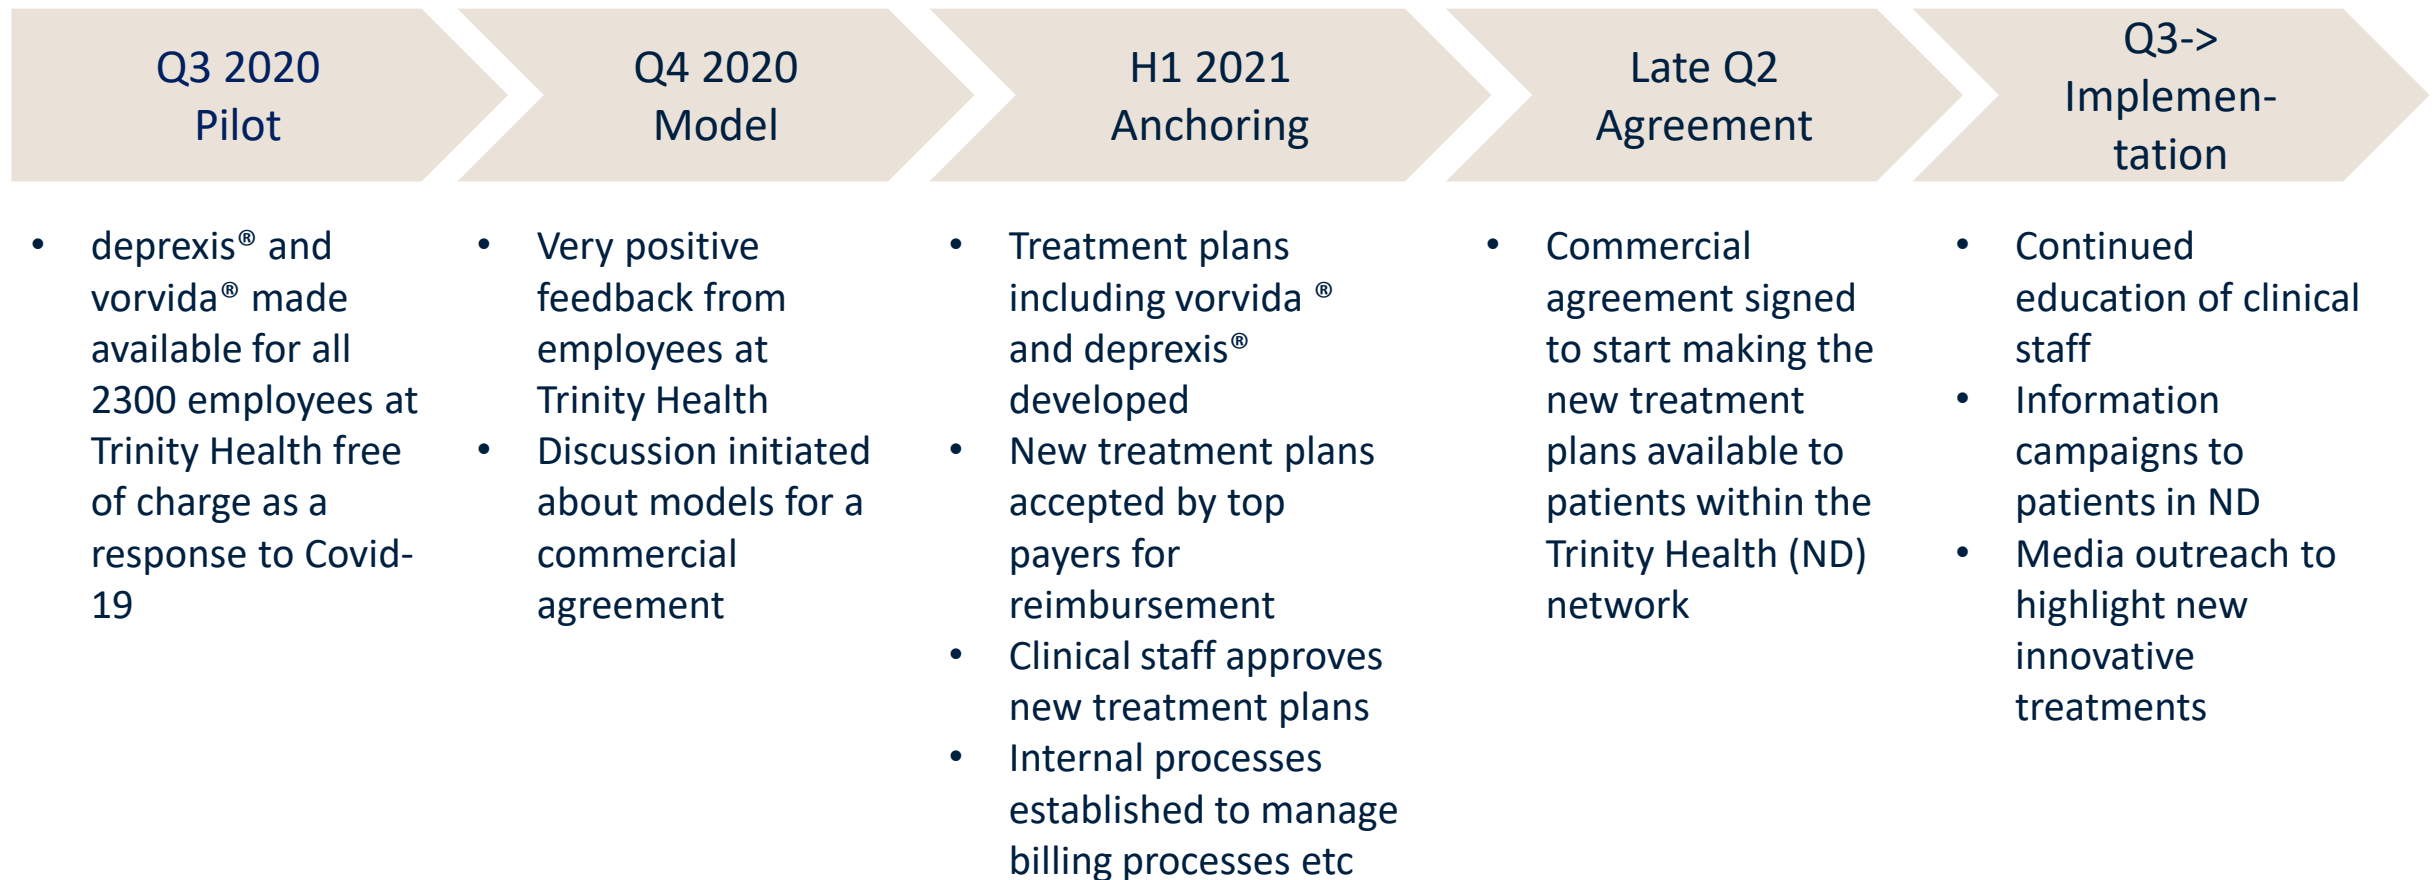 Q3 2020
Pilot
Q4 2020
Model
H1 2021
Anchoring
Late Q2
Agreement
Q3->
Implemen-
tation
• deprexis® and
vorvida® made
available for all
2300 employees at
Trinity Health free
of charge as a
response to Covid-
19
• Very positive
feedback from
employees at
Trinity Health
• Discussion initiated
about models for a
commercial
agreement
• Treatment plans
including vorvida ®
and deprexis®
developed
• New treatment plans
accepted by top
payers for
reimbursement
• Clinical staff approves
new treatment plans
• Internal processes
established to manage
billing processes etc
• Commercial
agreement signed
to start making the
new treatment
plans available to
patients within the
Trinity Health (ND)
network
• Continued
education of clinical
staff
• Information
campaigns to
patients in ND
• Media outreach to
highlight new
innovative
treatments